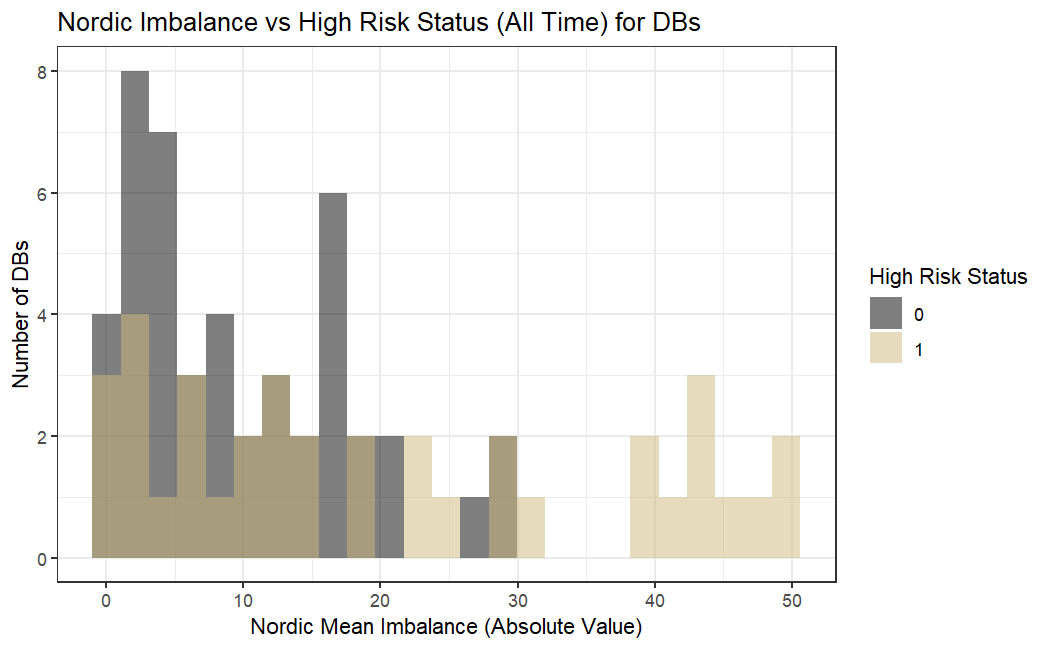 Nordic Imbalance vs High Risk Status (All Time) for DBs
Number of DBs
8
6
4
2
0
0 10 20 30 40 50
Nordic Mean Imbalance (Absolute Value)
High Risk Status
0
1